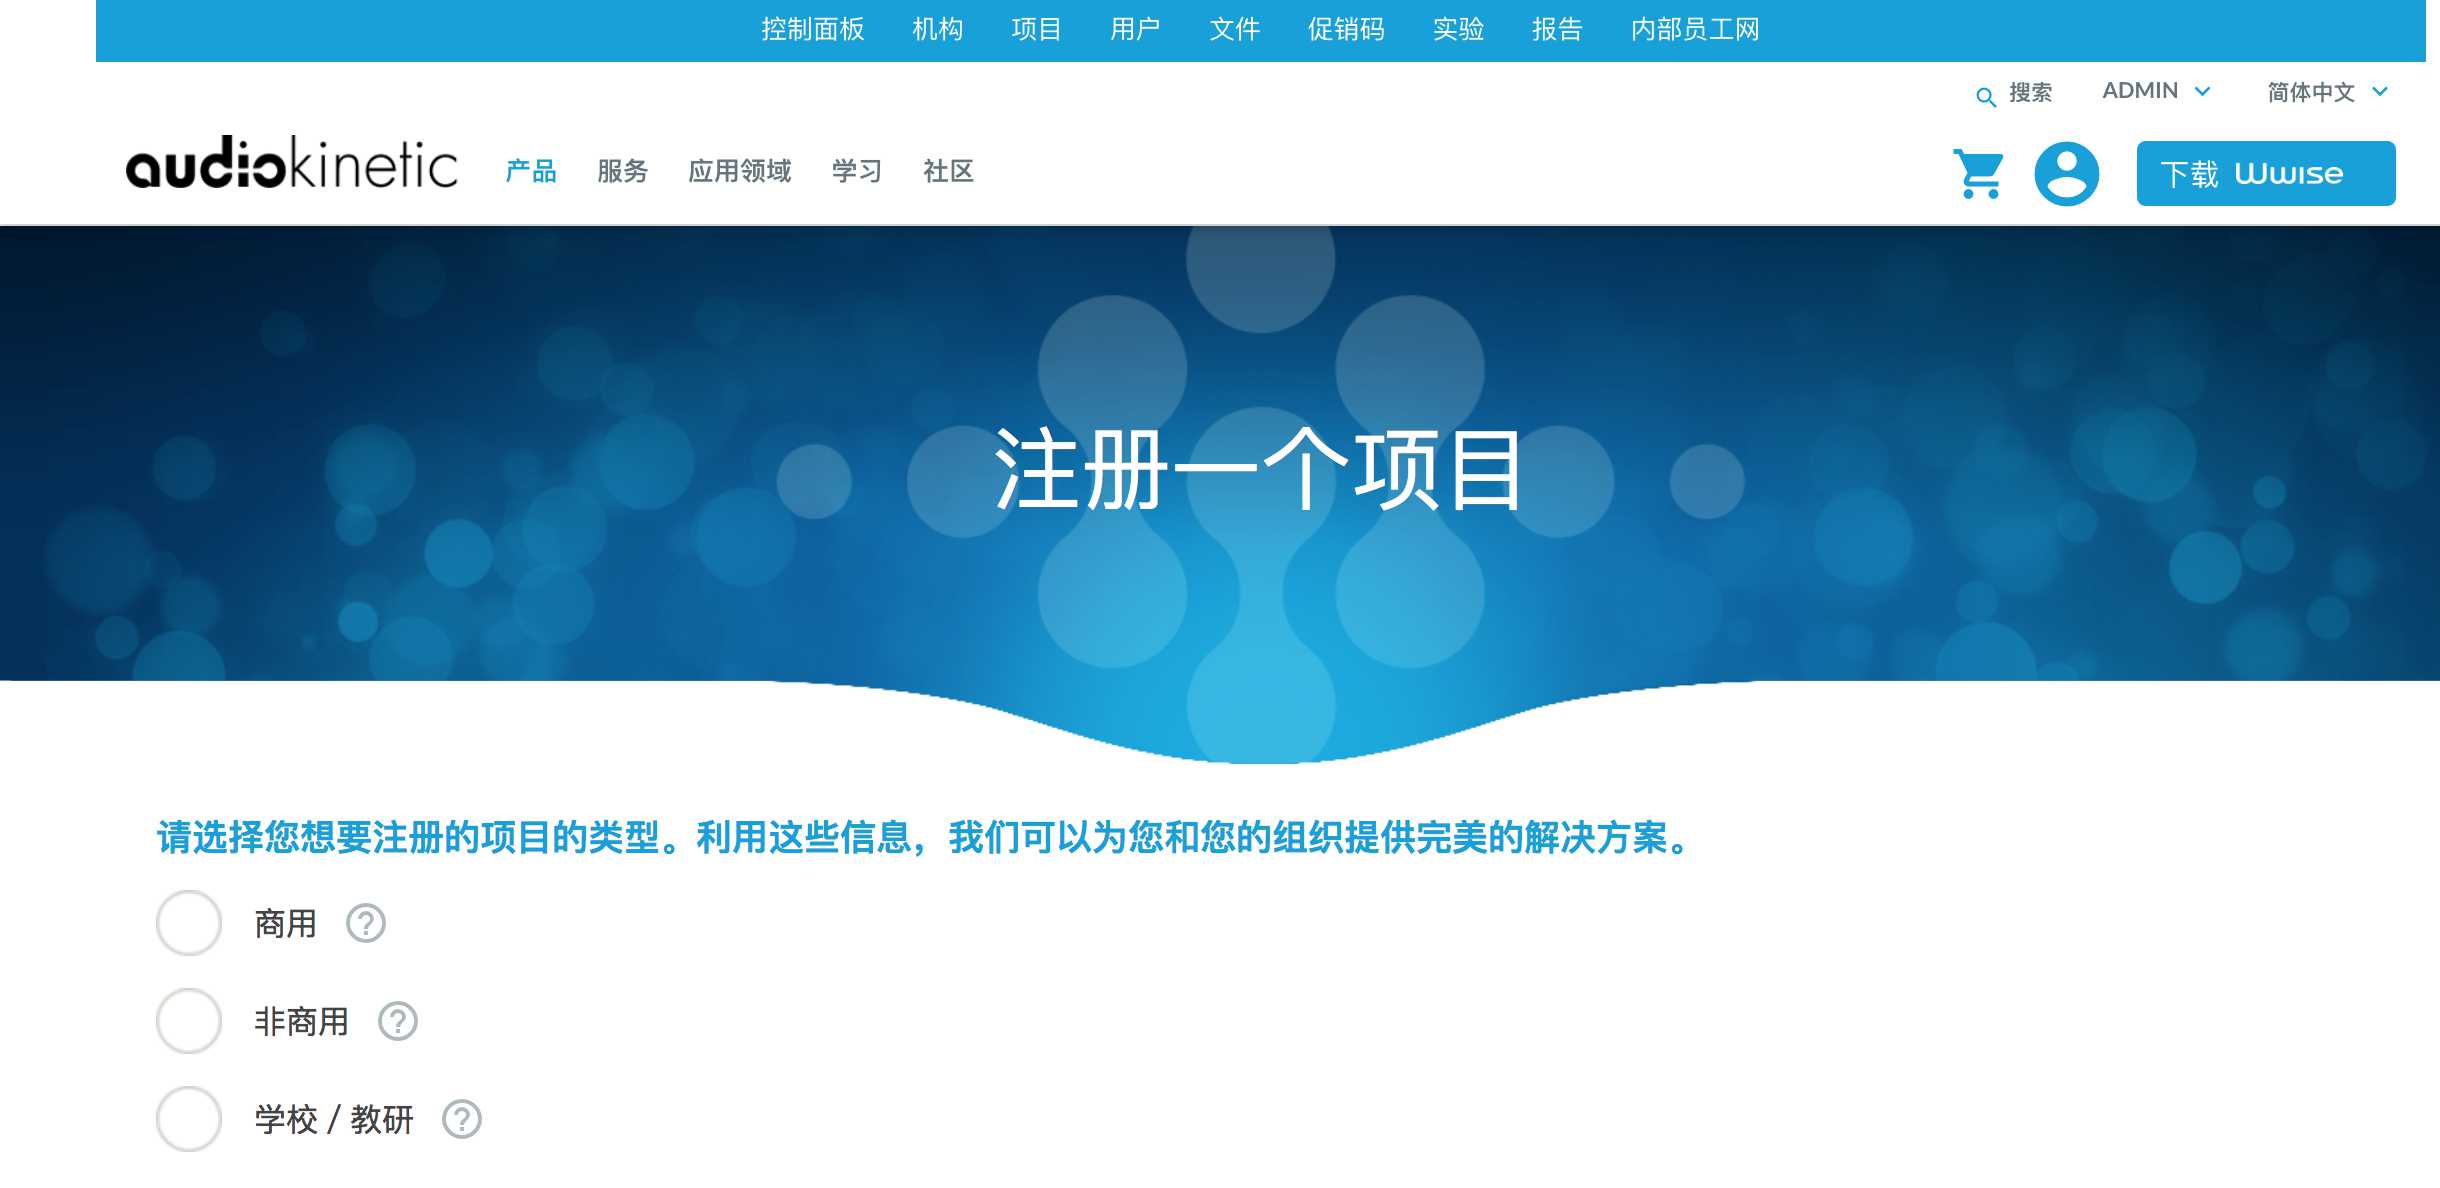 控制面板 机构 项目 用户 文件 促销码 实验 报告 内部员工网
搜索 ADMIN 简体中文
audiokinetic 产品 服务 应用领域 学习 社区 下载 Wwise
注册一个项目
请选择您想要注册的项目的类型。利用这些信息，我们可以为您和您的组织提供完美的解决方案。
商用 ?
非商用 ?
学校 / 教研 ?